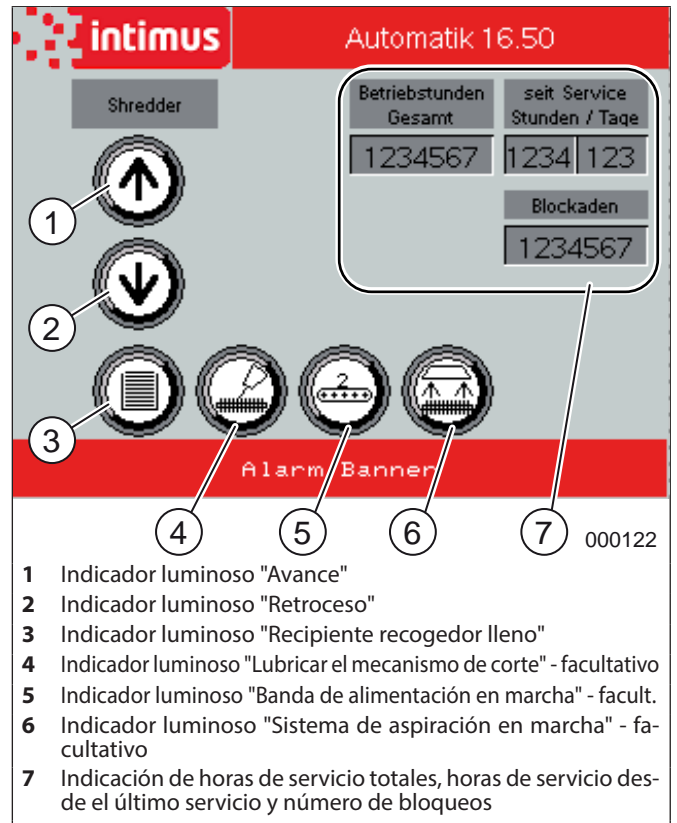 intimus
Automatik 16.50
Shredder
Betriebstunden
Gesamt
seit Service
Stunden / Tage
1234567
1234 123
Blockaden
1234567
1
2
3
Alarm Banner
4
5
6
7
000122
2
1 Indicador luminoso "Avance"
2 Indicador luminoso "Retroceso"
3 Indicador luminoso "Recipiente recogedor lleno"
4 Indicador luminoso "Lubricar el mecanismo de corte" - facultativo
5 Indicador luminoso "Banda de alimentación en marcha" - facult.
6 Indicador luminoso "Sistema de aspiración en marcha" - fa-
cultativo
7 Indicación de horas de servicio totales, horas de servicio des-
de el último servicio y número de bloqueos